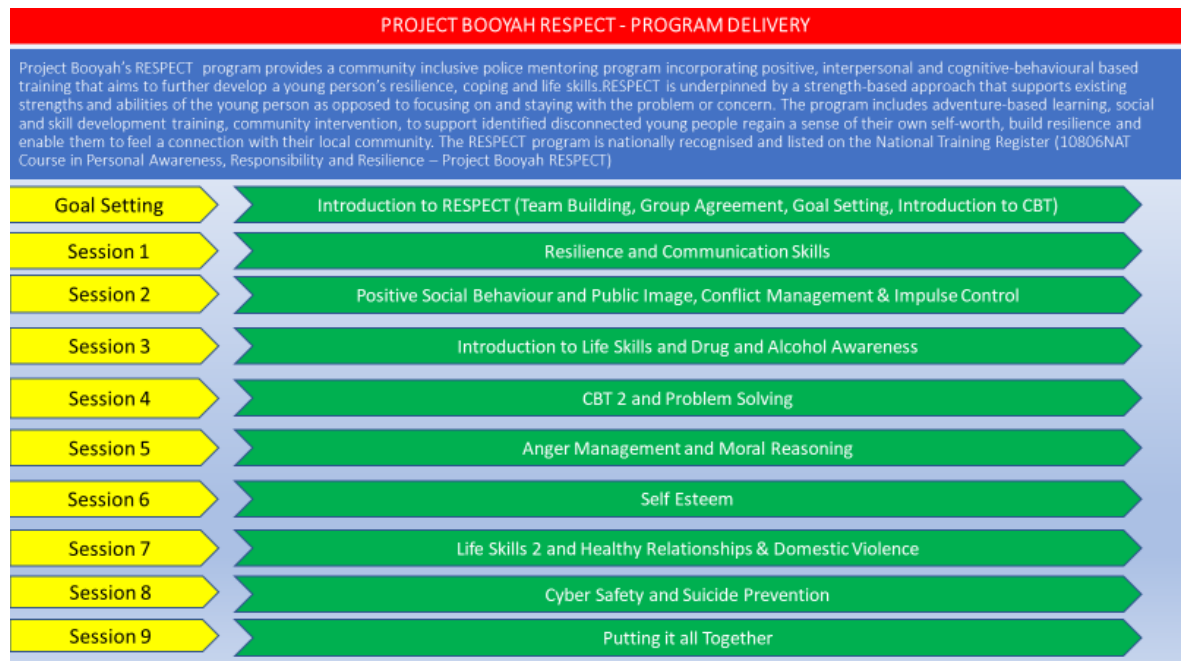 PROJECT BOOYAH RESPECT - PROGRAM DELIVERY
Project Booyah's RESPECT program provides a community inclusive police mentoring program incorporating positive, interpersonal and cognitive-behavioural based
training that aims to further develop a young person's resilience, coping and life skills.RESPECT is underpinned by a strength-based approach that supports existing
strengths and abilities of the young person as opposed to focusing on and staying with the problem or concern. The program includes adventure-based learning, social
and skill development training, community intervention, to support identified disconnected young people regain a sense of their own self-worth, build resilience and
enable them to feel a connection with their local community. The RESPECT program is nationally recognised and listed on the National Training Register (10806NAT
Course in Personal Awareness, Responsibility and Resilience – Project Booyah RESPECT)
Goal Setting Introduction to RESPECT (Team Building, Group Agreement, Goal Setting, Introduction to CBT)
Session 1 Resilience and Communication Skills
Session 2 Positive Social Behaviour and Public Image, Conflict Management & Impulse Control
Session 3 Introduction to Life Skills and Drug and Alcohol Awareness
Session 4 CBT 2 and Problem Solving
Session 5 Anger Management and Moral Reasoning
Session 6 Self Esteem
Session 7 Life Skills 2 and Healthy Relationships & Domestic Violence
Session 8 Cyber Safety and Suicide Prevention
Session 9 Putting it all Together